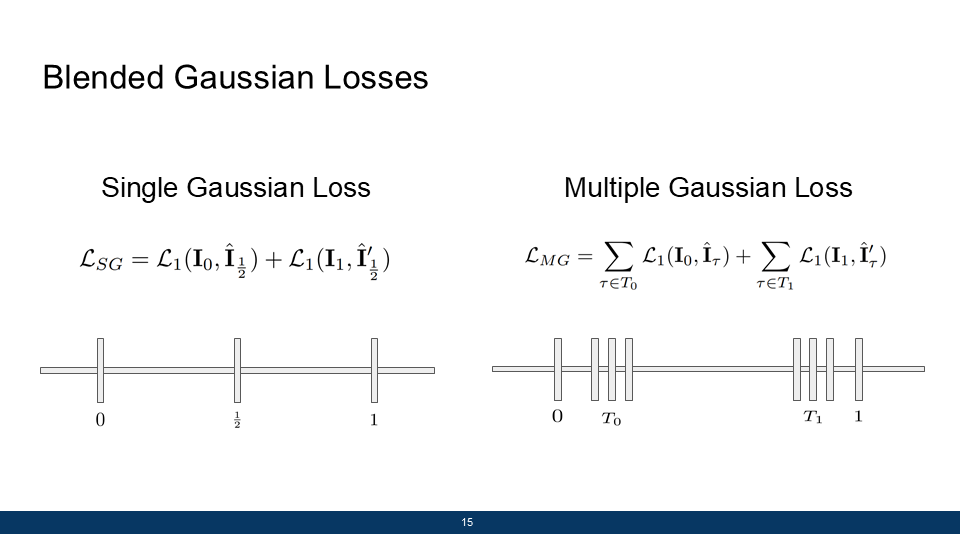 Blended Gaussian Losses
Single Gaussian Loss
$\mathcal{L}_{SG} = \mathcal{L}_1(\mathbf{I}_0, \hat{\mathbf{I}}_{\frac{1}{2}}) + \mathcal{L}_1(\mathbf{I}_1, \hat{\mathbf{I}}'_{\frac{1}{2}})$
0 $\frac{1}{2}$ 1
Multiple Gaussian Loss
$\mathcal{L}_{MG} = \sum_{\tau \in T_0} \mathcal{L}_1(\mathbf{I}_0, \hat{\mathbf{I}}_\tau) + \sum_{\tau \in T_1} \mathcal{L}_1(\mathbf{I}_1, \hat{\mathbf{I}}'_\tau)$
0 $T_0$ $T_1$ 1
15